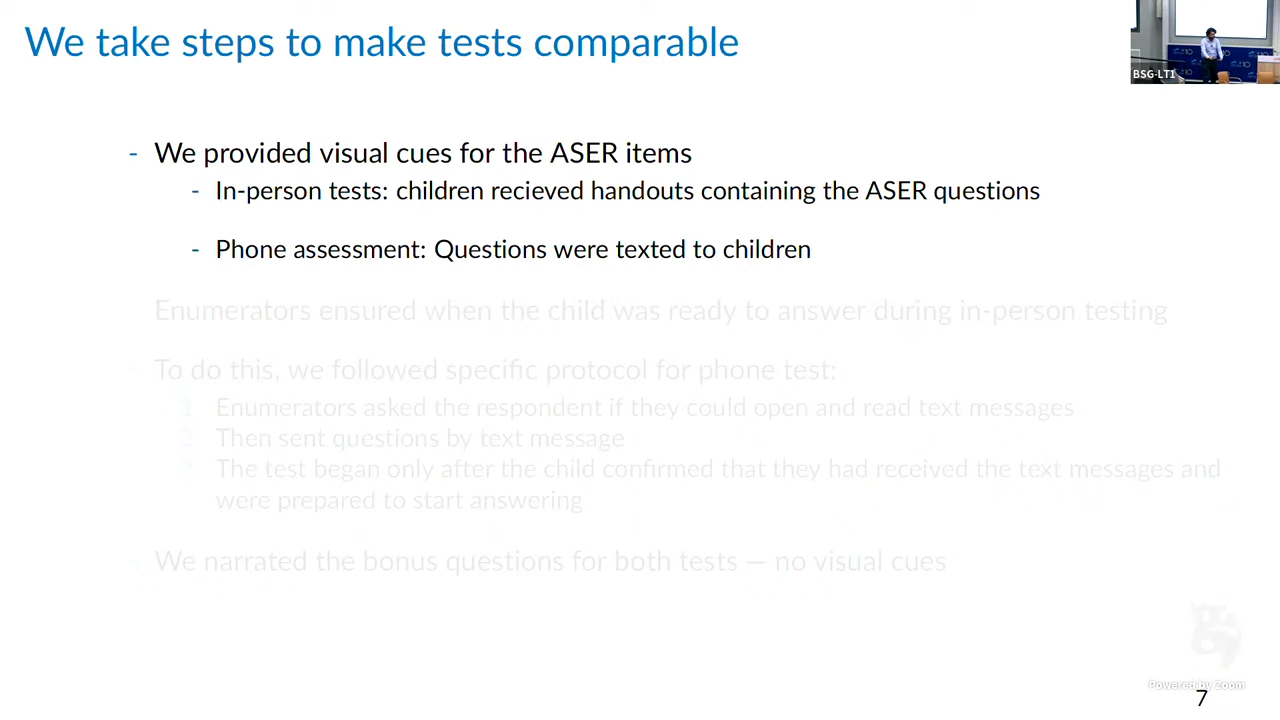 We take steps to make tests comparable
BSG-LT1
- We provided visual cues for the ASER items
- In-person tests: children recieved handouts containing the ASER questions
- Phone assessment: Questions were texted to children
Enumerators ensured when the child was ready to answer during in-person testing
- To do this, we followed specific protocol for phone test:
1 Enumerators asked the respondent if they could open and read text messages
2 Then sent questions by text message
3 The test began only after the child confirmed that they had received the text messages and
were prepared to start answering
- We narrated the bonus questions for both tests — no visual cues
Powered by Zoom
7